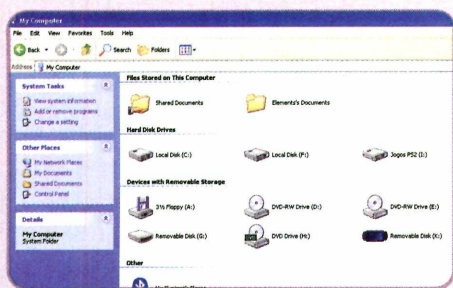 My Computer
File Edit View Favorites Tools Help
Back Search Folders
Address My Computer
System Tasks
View system information
Add or remove programs
Change a setting
Other Places
My Network Places
My Documents
Shared Documents
Control Panel
Details
My Computer
System Folder
Files Stored on This Computer
Shared Documents Elements's Documents
Hard Disk Drives
Local Disk (C:) Local Disk (F:) Jogos PS2 (I:)
Devices with Removable Storage
3½ Floppy (A:) DVD-RW Drive (D:) DVD-RW Drive (E:)
Removable Disk (G:) DVD Drive (H:) Removable Disk (K:)
Other
My Bluetooth Places